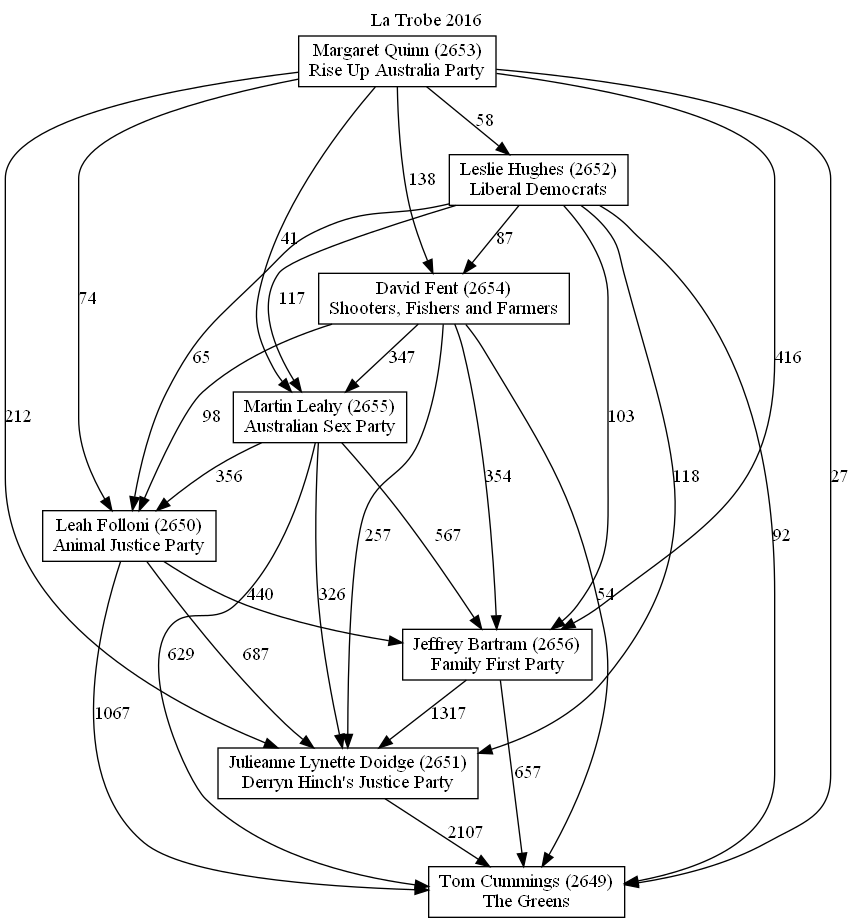 La Trobe 2016
Margaret Quinn (2653)
Rise Up Australia Party
58
Leslie Hughes (2652)
Liberal Democrats
138
41
87
74
117
David Fent (2654)
Shooters, Fishers and Farmers
65
347
416
212
98
Martin Leahy (2655)
Australian Sex Party
103
27
356
354
118
Leah Folloni (2650)
Animal Justice Party
257
567
92
440
326
54
629
687
Jeffrey Bartram (2656)
Family First Party
1067
1317
Julieanne Lynette Doidge (2651)
Derryn Hinch's Justice Party
657
2107
Tom Cummings (2649)
The Greens